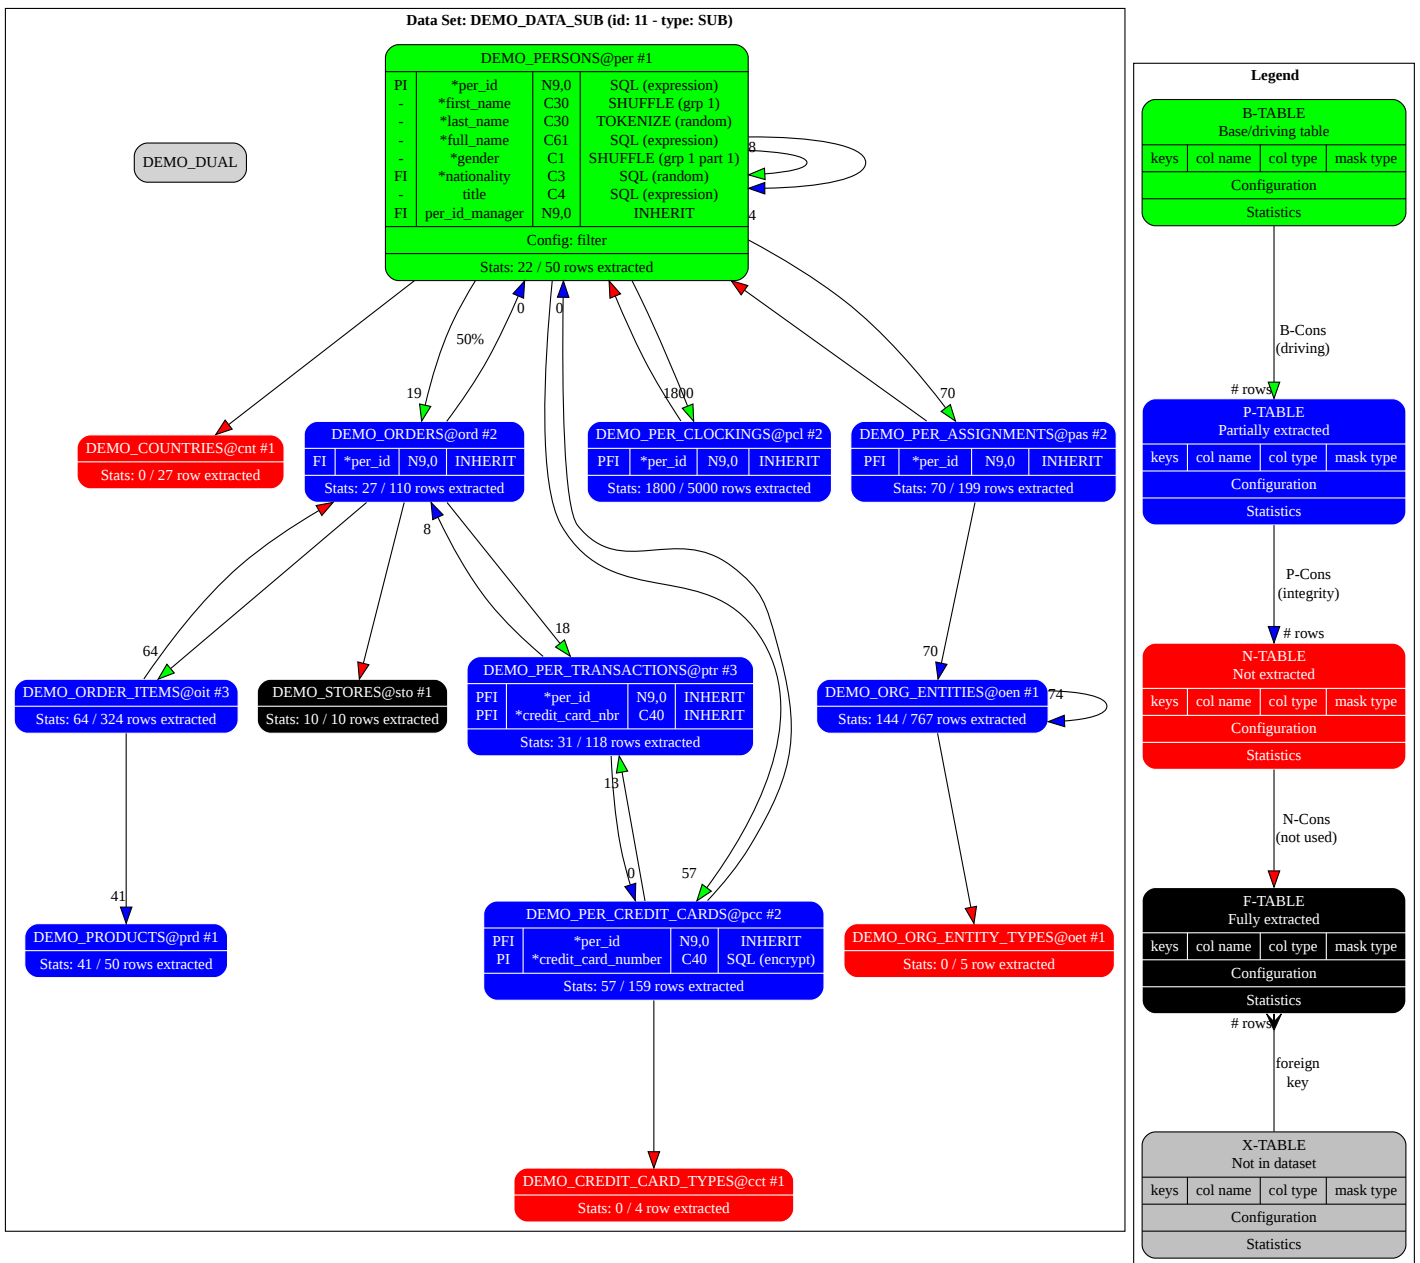 Data Set: DEMO_DATA_SUB (id: 11 - type: SUB)
DEMO_DUAL
DEMO_PERSONS@per #1
PI *per_id N9,0 SQL (expression)
- *first_name C30 SHUFFLE (grp 1)
- *last_name C30 TOKENIZE (random)
- *full_name C61 SQL (expression)
- *gender C1 SHUFFLE (grp 1 part 1)
FI *nationality C3 SQL (random)
- title C4 SQL (expression)
FI per_id_manager N9,0 INHERIT
Config: filter
Stats: 22 / 50 rows extracted
8
4
0
0
50%
19
1800
70
DEMO_COUNTRIES@cnt #1
Stats: 0 / 27 row extracted
DEMO_ORDERS@ord #2
FI *per_id N9,0 INHERIT
Stats: 27 / 110 rows extracted
DEMO_PER_CLOCKINGS@pcl #2
PFI *per_id N9,0 INHERIT
Stats: 1800 / 5000 rows extracted
DEMO_PER_ASSIGNMENTS@pas #2
PFI *per_id N9,0 INHERIT
Stats: 70 / 199 rows extracted
8
64
18
70
DEMO_ORDER_ITEMS@oit #3
Stats: 64 / 324 rows extracted
DEMO_STORES@sto #1
Stats: 10 / 10 rows extracted
DEMO_PER_TRANSACTIONS@ptr #3
PFI *per_id N9,0 INHERIT
PFI *credit_card_nbr C40 INHERIT
Stats: 31 / 118 rows extracted
DEMO_ORG_ENTITIES@oen #1
Stats: 144 / 767 rows extracted
74
13
41
0
57
DEMO_PRODUCTS@prd #1
Stats: 41 / 50 rows extracted
DEMO_PER_CREDIT_CARDS@pcc #2
PFI *per_id N9,0 INHERIT
PI *credit_card_number C40 SQL (encrypt)
Stats: 57 / 159 rows extracted
DEMO_ORG_ENTITY_TYPES@oet #1
Stats: 0 / 5 row extracted
DEMO_CREDIT_CARD_TYPES@cct #1
Stats: 0 / 4 row extracted
Legend
B-TABLE
Base/driving table
keys col name col type mask type
Configuration
Statistics
B-Cons
(driving)
# rows
P-TABLE
Partially extracted
keys col name col type mask type
Configuration
Statistics
P-Cons
(integrity)
# rows
N-TABLE
Not extracted
keys col name col type mask type
Configuration
Statistics
N-Cons
(not used)
F-TABLE
Fully extracted
keys col name col type mask type
Configuration
Statistics
# rows
foreign
key
X-TABLE
Not in dataset
keys col name col type mask type
Configuration
Statistics